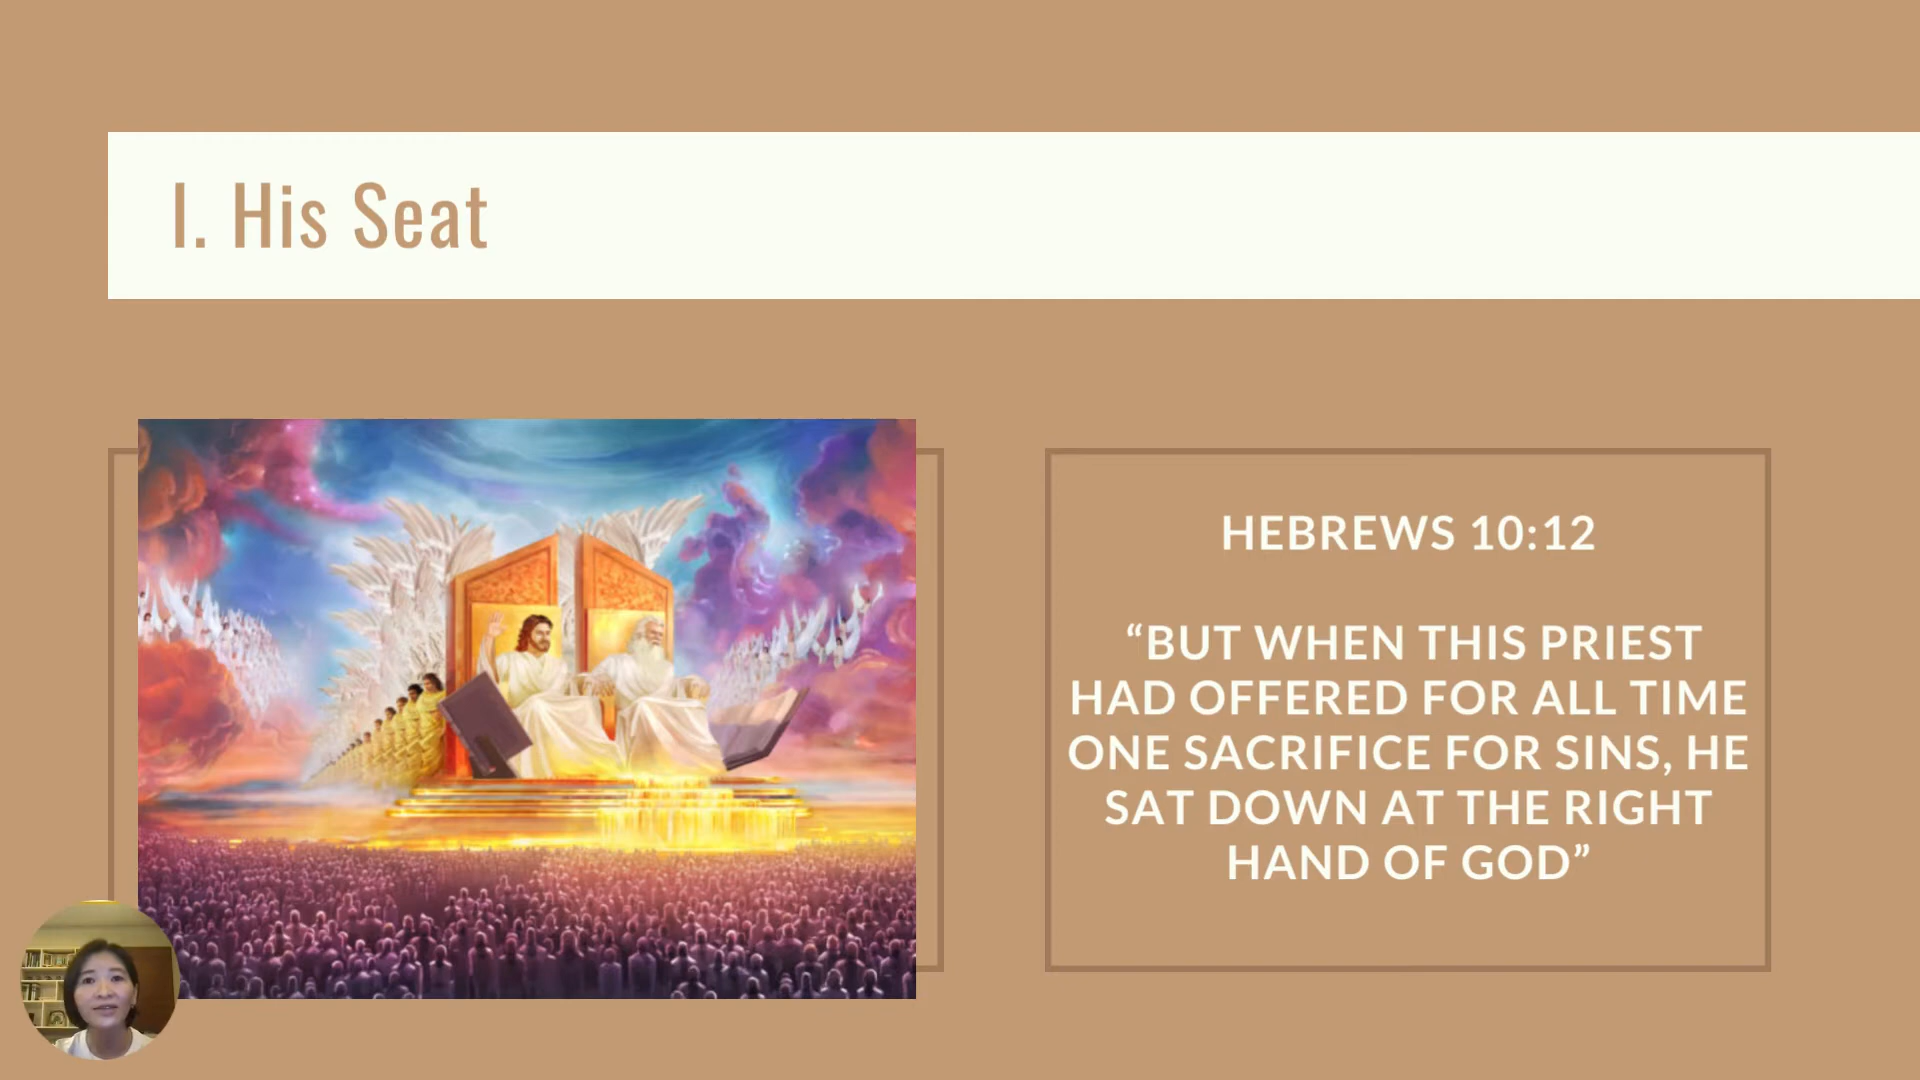 I. His Seat
HEBREWS 10:12
“BUT WHEN THIS PRIEST
HAD OFFERED FOR ALL TIME
ONE SACRIFICE FOR SINS, HE
SAT DOWN AT THE RIGHT
HAND OF GOD”